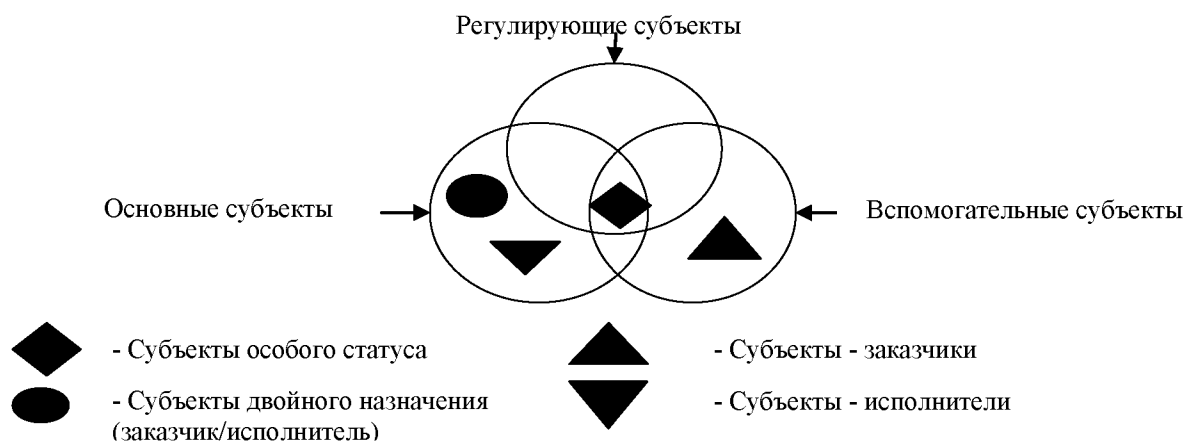 Регулирующие субъекты
Основные субъекты
Вспомогательные субъекты
- Субъекты особого статуса
- Субъекты - заказчики
- Субъекты двойного назначения
(заказчик/исполнитель)
- Субъекты - исполнители